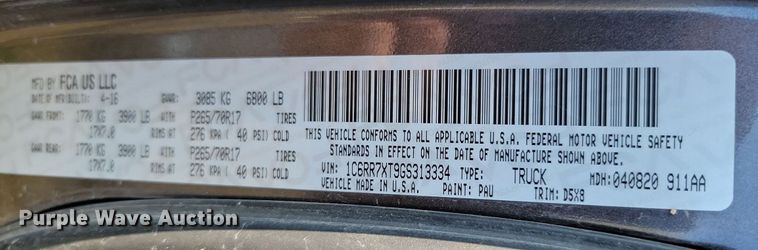 MFD BY FCA US LLC
DATE OF MFR/BUILT: 4-16 GVWR: 3085 KG 6800 LB
GAWR FRONT: 1770 KG 3900 LB WITH P265/70R17
17X7.0 RIMS AT 276 KPA ( 40 PSI) COLD
GAWR REAR: 1770 KG 3900 LB WITH P265/70R17
17X7.0 RIMS AT 276 KPA ( 40 PSI) COLD
THIS VEHICLE CONFORMS TO ALL APPLICABLE U.S.A. FEDERAL MOTOR VEHICLE SAFETY
STANDARDS IN EFFECT ON THE DATE OF MANUFACTURE SHOWN ABOVE.
VIN: 1C6RR7XT9GS313334 TYPE: TRUCK MDH: 040820 911AA
VEHICLE MADE IN U.S.A. PAINT: PAU TRIM: D5X8
Purple Wave Auction